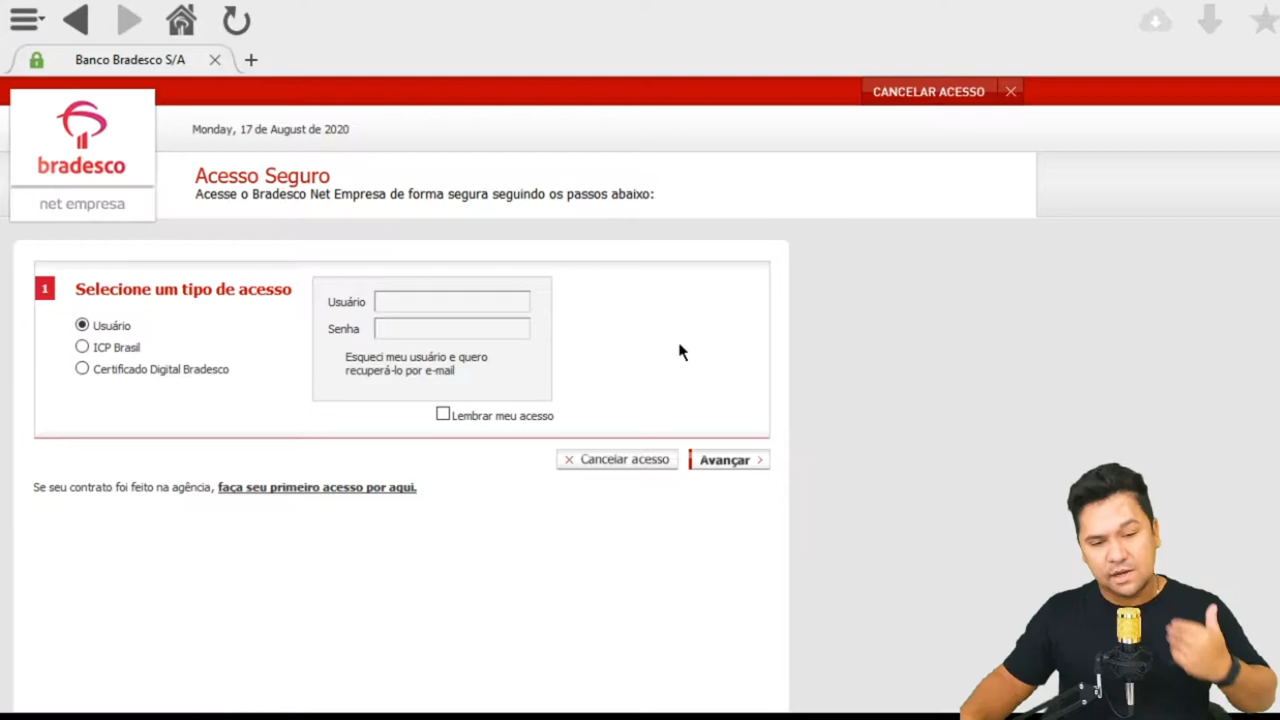 Banco Bradesco S/A
CANCELAR ACESSO
bradesco
net empresa
Monday, 17 de August de 2020
Acesso Seguro
Acesse o Bradesco Net Empresa de forma segura seguindo os passos abaixo:
1 Selecione um tipo de acesso
Usuário
ICP Brasil
Certificado Digital Bradesco
Usuário
Senha
Esqueci meu usuário e quero
recuperá-lo por e-mail
Lembrar meu acesso
Cancelar acesso
Avançar
Se seu contrato foi feito na agência, faça seu primeiro acesso por aqui.